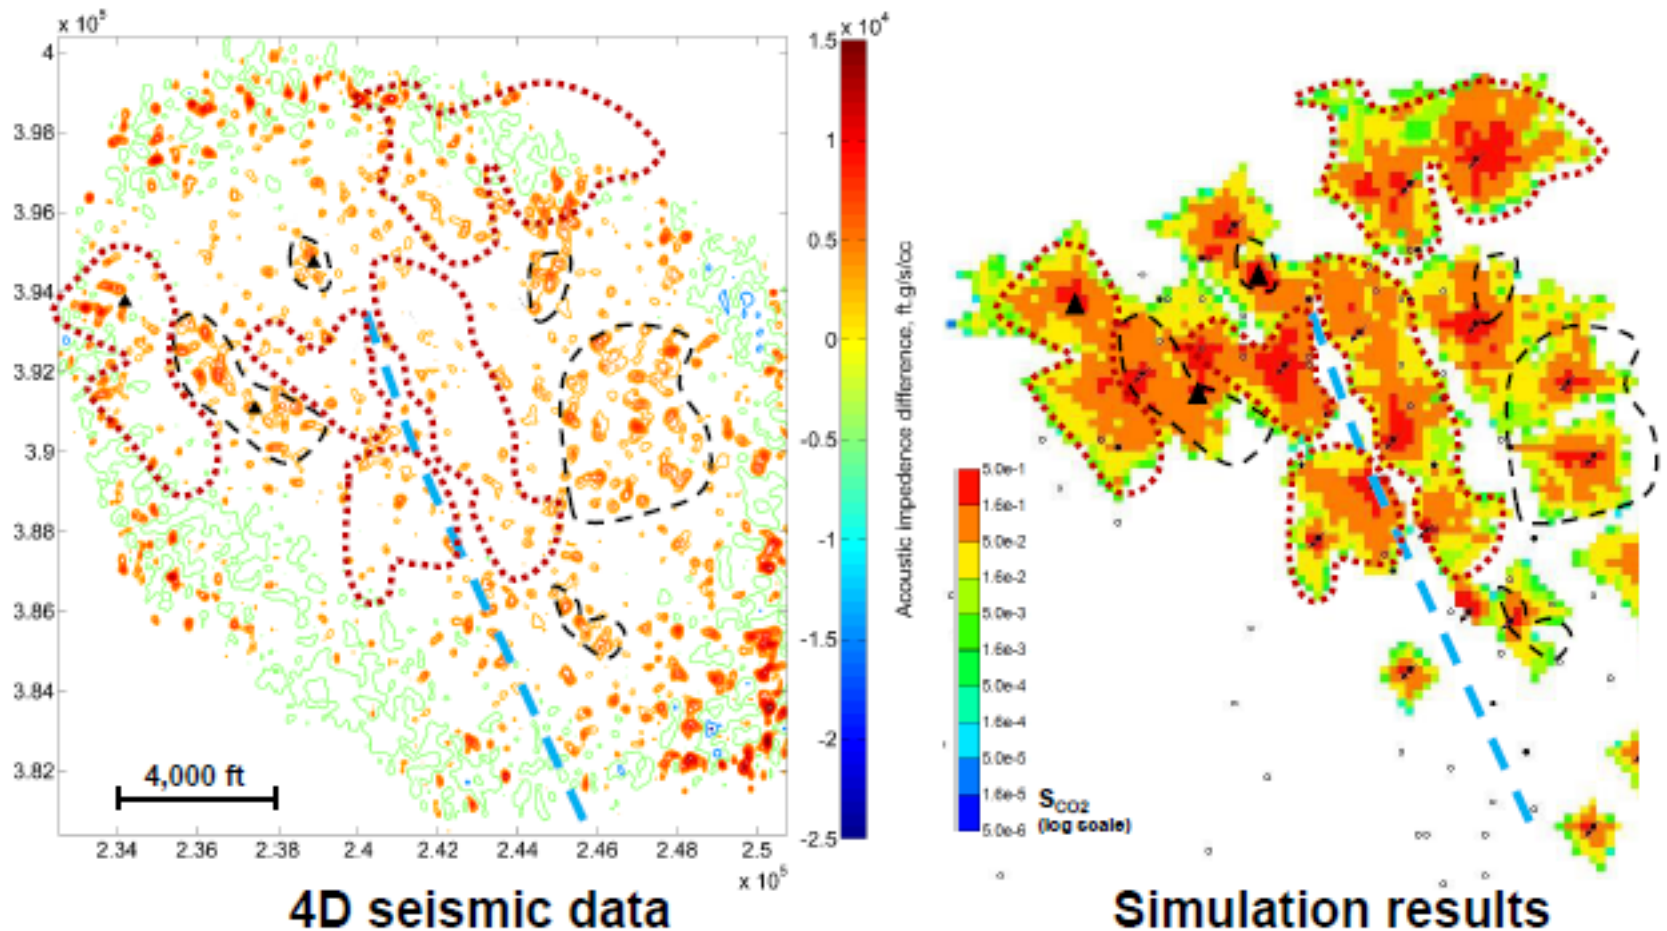 x 10⁵
4
3.98
3.96
3.94
3.92
3.9
3.88
3.86
3.84
3.82
4,000 ft
2.34
2.36
2.38
2.4
2.42
2.44
2.46
2.48
2.5
x 10⁵
4D seismic data
x 10⁴
1.5
1
0.5
0
-0.5
-1
-1.5
-2
-2.5
Acoustic impedence difference, ft.g/s/cc
5.0e-1
1.6e-1
5.0e-2
1.6e-2
5.0e-3
1.6e-3
5.0e-4
1.6e-4
5.0e-5
1.6e-5
5.0e-6
SCO2
(log scale)
Simulation results